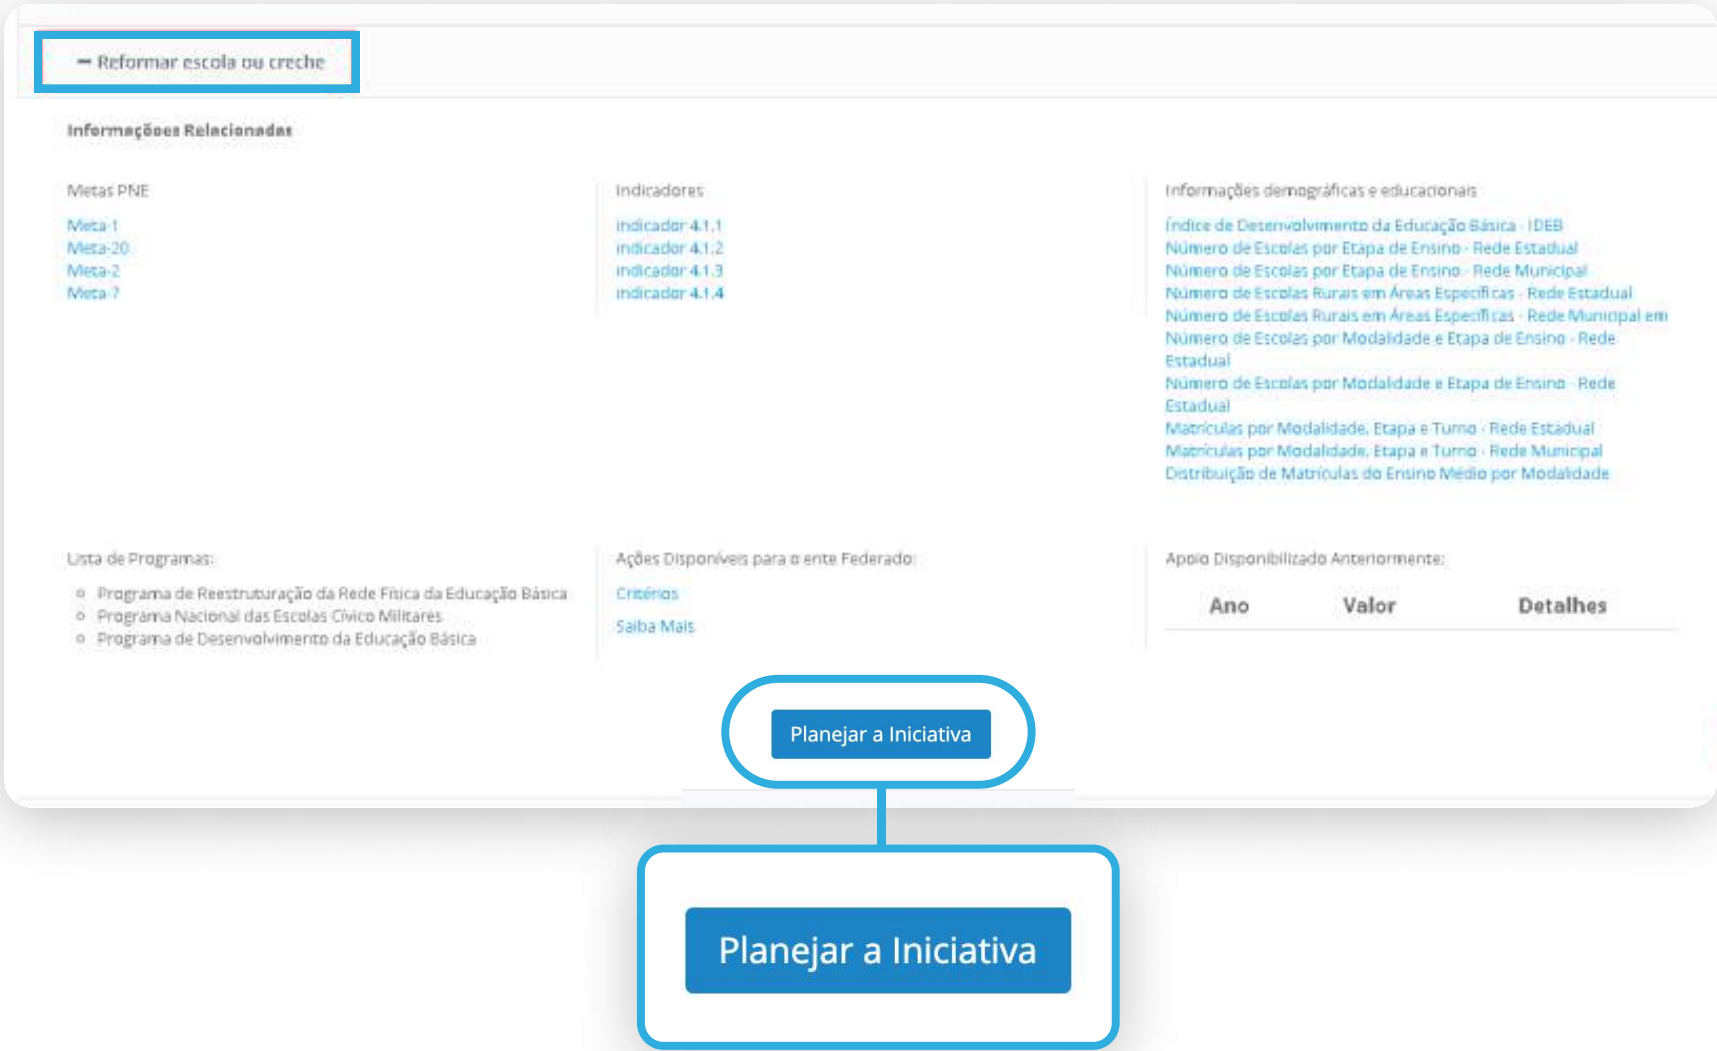 − Reformar escola ou creche
Informações Relacionadas
Metas PNE
Meta-1
Meta-20
Meta-2
Meta-7
Indicadores
indicador 4.1.1
indicador 4.1.2
indicador 4.1.3
indicador 4.1.4
Informações demográficas e educacionais
Índice de Desenvolvimento da Educação Básica - IDEB
Número de Escolas por Etapa de Ensino - Rede Estadual
Número de Escolas por Etapa de Ensino - Rede Municipal
Número de Escolas Rurais em Áreas Específicas - Rede Estadual
Número de Escolas Rurais em Áreas Específicas - Rede Municipal em
Número de Escolas por Modalidade e Etapa de Ensino - Rede
Estadual
Número de Escolas por Modalidade e Etapa de Ensino - Rede
Estadual
Matrículas por Modalidade, Etapa e Turno - Rede Estadual
Matrículas por Modalidade, Etapa e Turno - Rede Municipal
Distribuição de Matrículas do Ensino Médio por Modalidade
Lista de Programas:
Programa de Reestruturação da Rede Física da Educação Básica
Programa Nacional das Escolas Cívico Militares
Programa de Desenvolvimento da Educação Básica
Ações Disponíveis para o ente Federado:
Critérios
Saiba Mais
Apoio Disponibilizado Anteriormente:
Ano Valor Detalhes
Planejar a Iniciativa
Planejar a Iniciativa